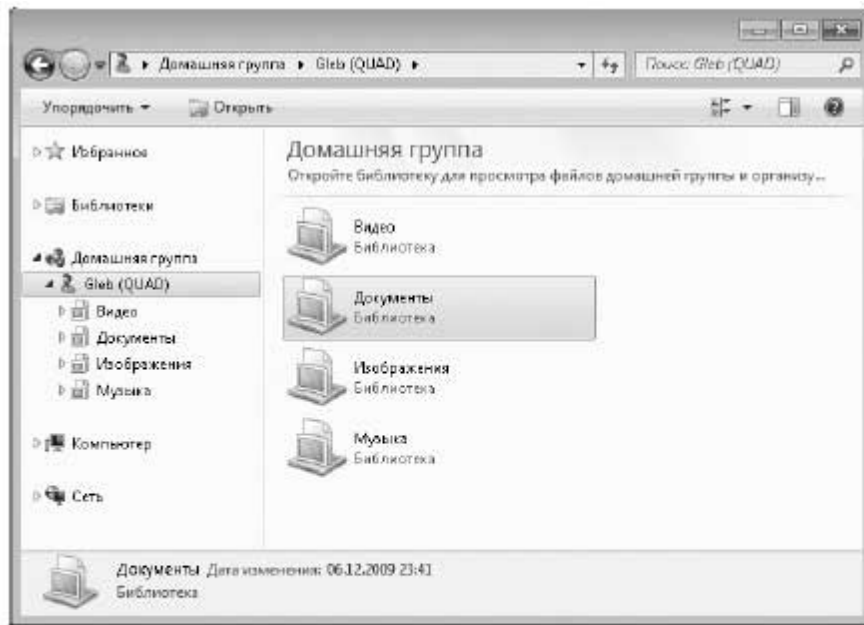 Домашняя группа Gleb (QUAD)
Поиск: Gleb (QUAD)
Упорядочить Открыть
Избранное
Библиотеки
Домашняя группа
Gleb (QUAD)
Видео
Документы
Изображения
Музыка
Компьютер
Сеть
Домашняя группа
Откройте библиотеку для просмотра файлов домашней группы и организу...
Видео
Библиотека
Документы
Библиотека
Изображения
Библиотека
Музыка
Библиотека
Документы Дата изменения: 06.12.2009 23:41
Библиотека